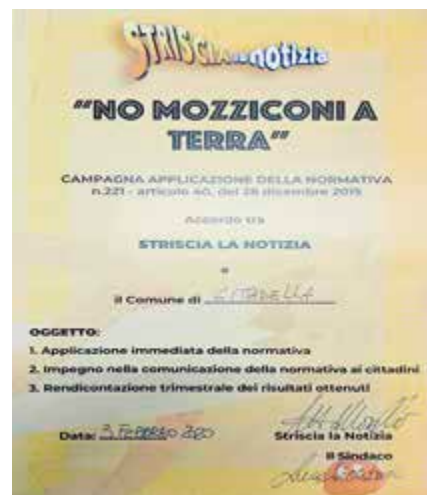 STRISCIA la notizia
"NO MOZZICONI A
TERRA"
CAMPAGNA APPLICAZIONE DELLA NORMATIVA
n.221 - articolo 40, del 28 dicembre 2015
Accordo tra
STRISCIA LA NOTIZIA
e
il Comune di CITTADELLA
OGGETTO:
1. Applicazione immediata della normativa
2. Impegno nella comunicazione della normativa ai cittadini
3. Rendicontazione trimestrale dei risultati ottenuti
Data: 3 FEBBRAIO
Striscia la Notizia
Il Sindaco